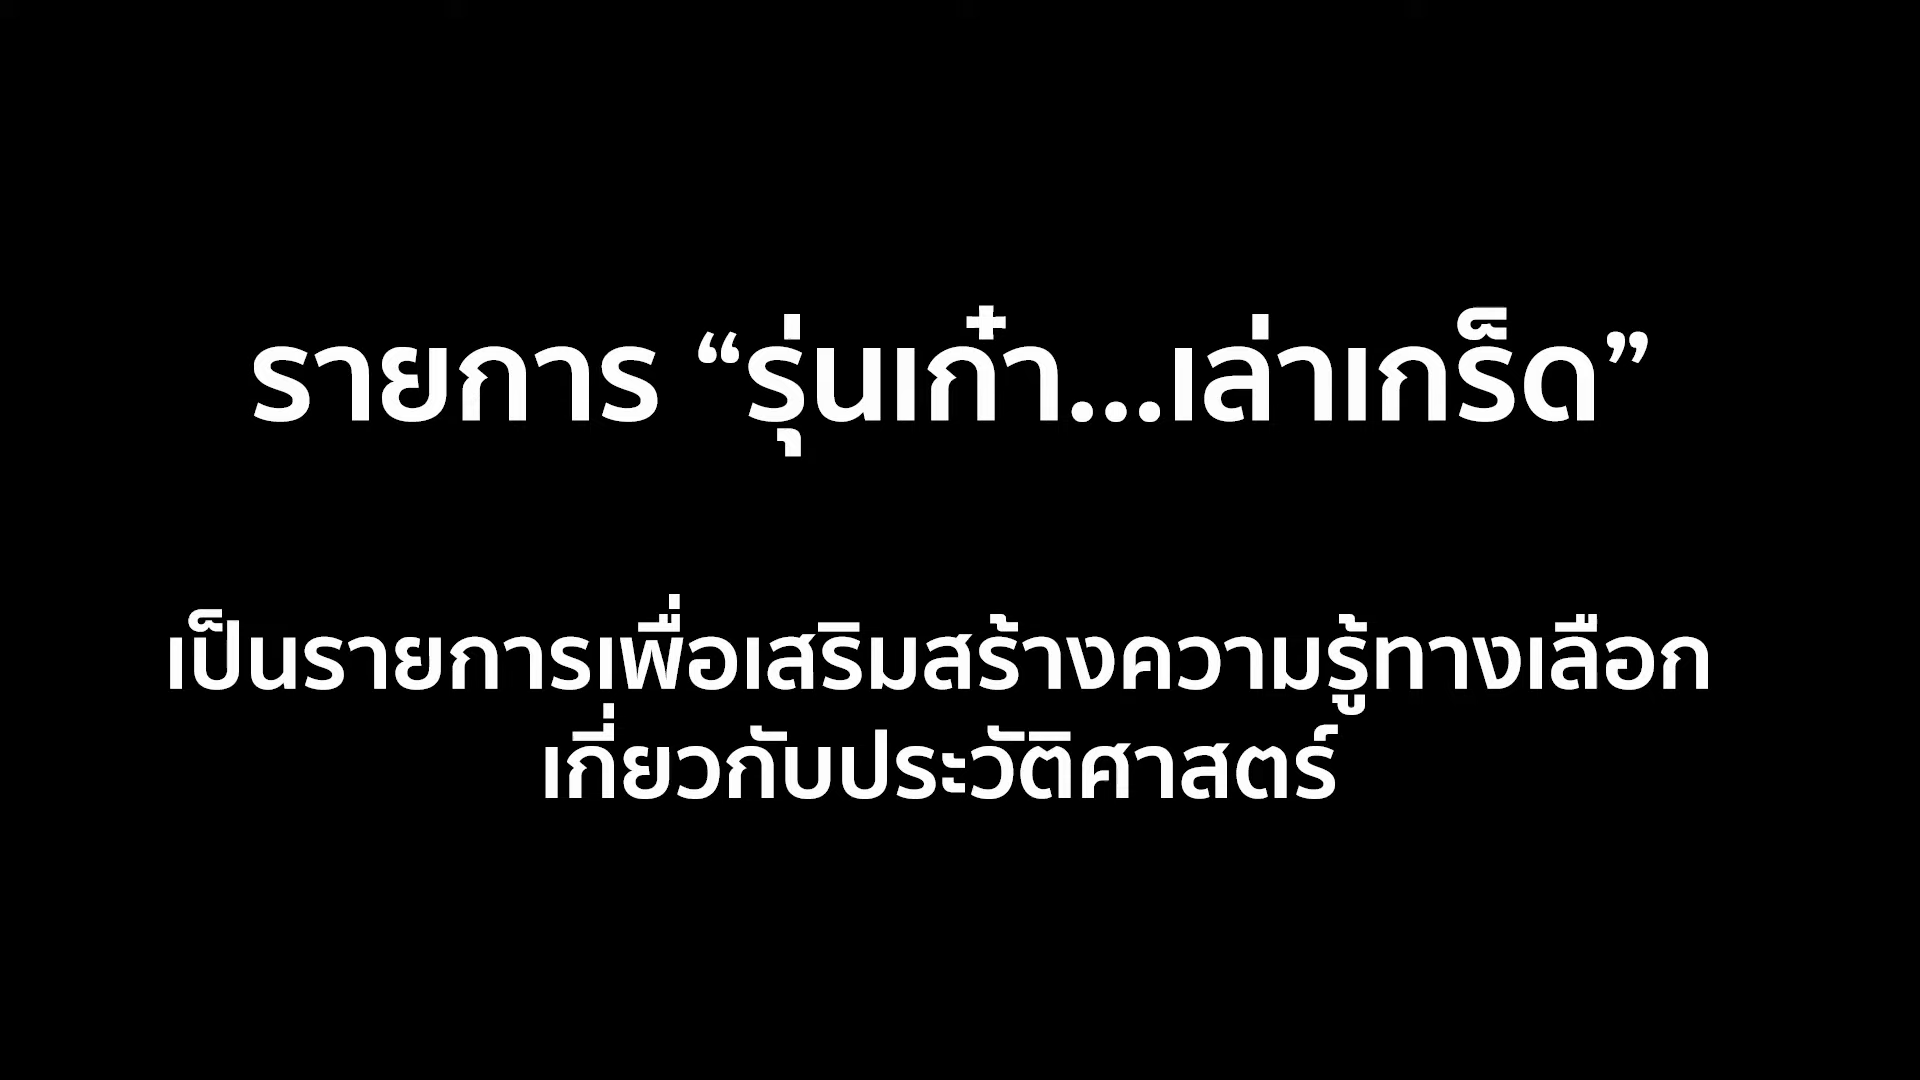 รายการ “รุ่นเก๋า...เล่าเกร็ด”
เป็นรายการเพื่อเสริมสร้างความรู้ทางเลือก
เกี่ยวกับประวัติศาสตร์